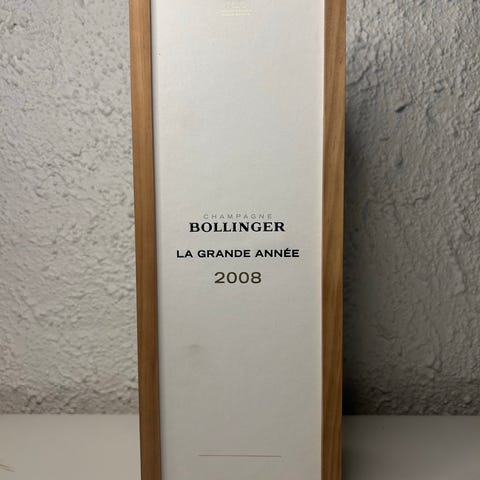 CHAMPAGNE
BOLLINGER
LA GRANDE ANNÉE
2008